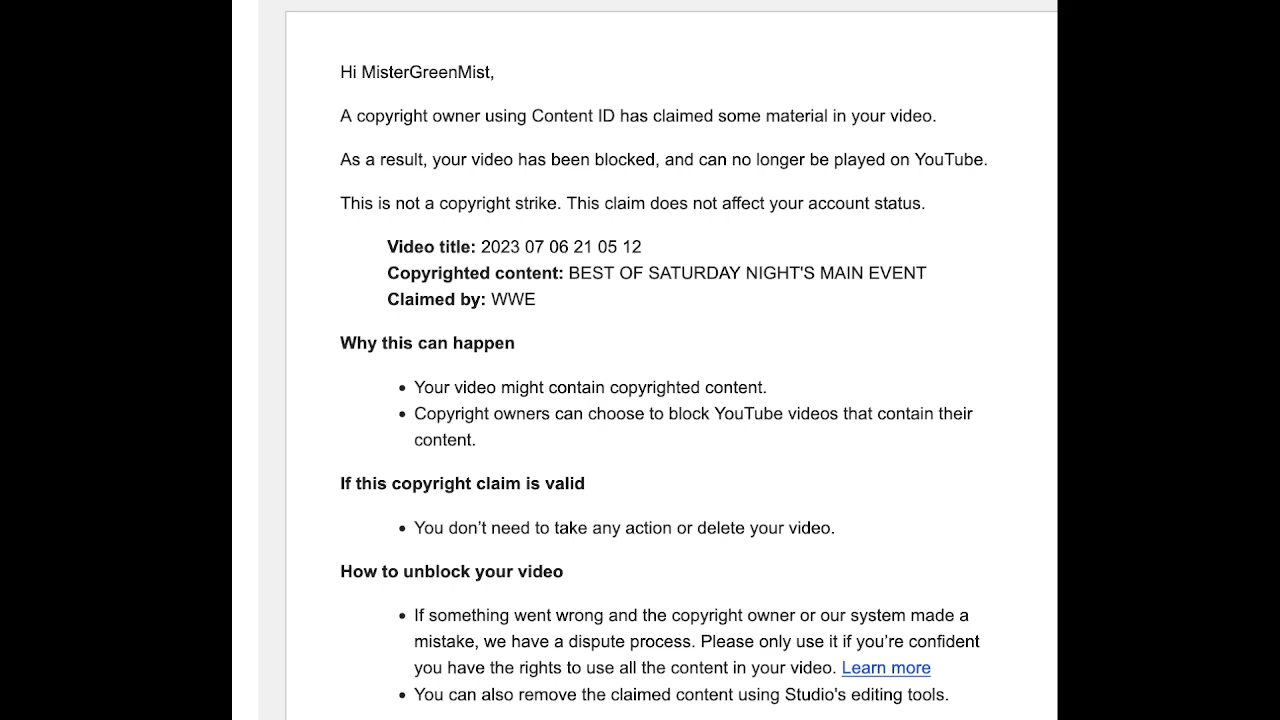 Hi MisterGreenMist,
A copyright owner using Content ID has claimed some material in your video.
As a result, your video has been blocked, and can no longer be played on YouTube.
This is not a copyright strike. This claim does not affect your account status.
Video title: 2023 07 06 21 05 12
Copyrighted content: BEST OF SATURDAY NIGHT'S MAIN EVENT
Claimed by: WWE
Why this can happen
• Your video might contain copyrighted content.
• Copyright owners can choose to block YouTube videos that contain their
content.
If this copyright claim is valid
• You don’t need to take any action or delete your video.
How to unblock your video
• If something went wrong and the copyright owner or our system made a
mistake, we have a dispute process. Please only use it if you’re confident
you have the rights to use all the content in your video. Learn more
• You can also remove the claimed content using Studio's editing tools.